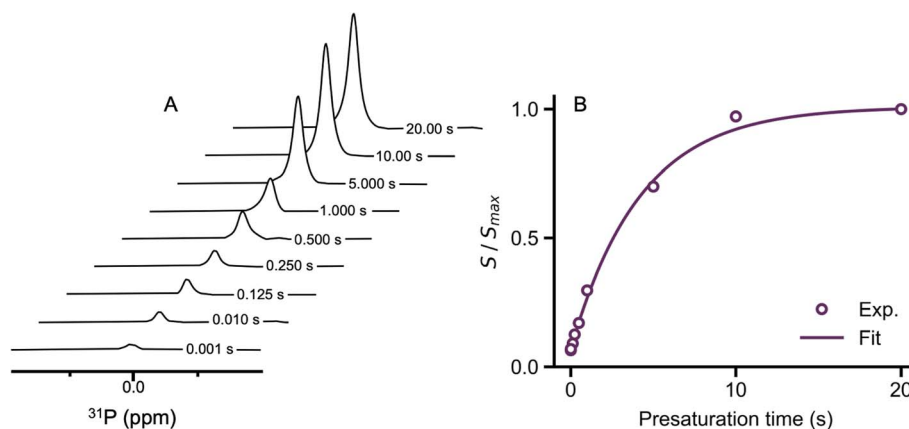 A
20.00 s
10.00 s
5.000 s
1.000 s
0.500 s
0.250 s
0.125 s
0.010 s
0.001 s
0.0
³¹P (ppm)
B
1.0
0.5
0.0
S / Smax
Exp.
Fit
0 10 20
Presaturation time (s)